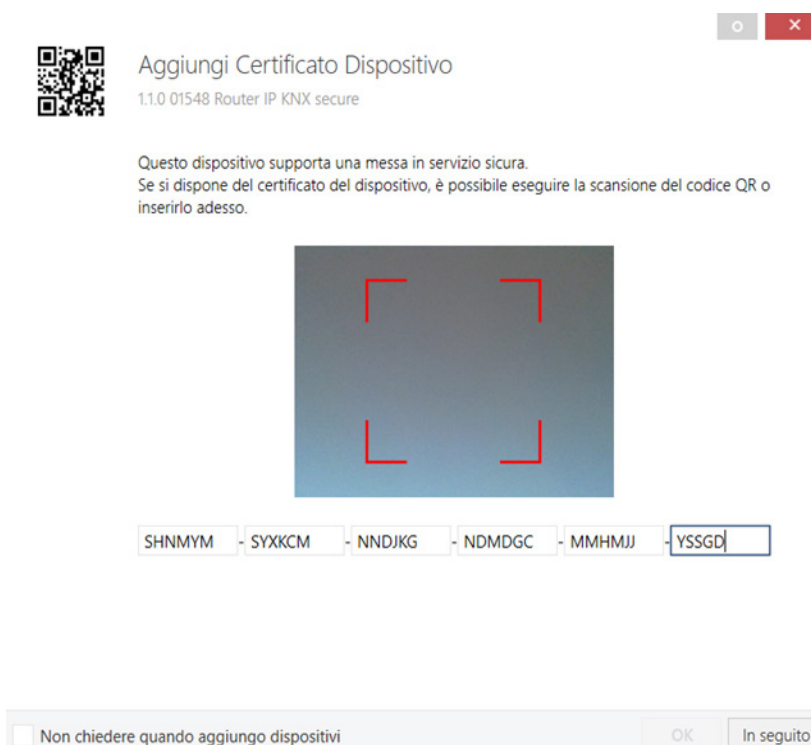 Aggiungi Certificato Dispositivo
1.1.0 01548 Router IP KNX secure
Questo dispositivo supporta una messa in servizio sicura.
Se si dispone del certificato del dispositivo, è possibile eseguire la scansione del codice QR o
inserirlo adesso.
SHNMYM - SYXKCM - NNDJKG - NDMDGC - MMHMJJ - YSSGD
Non chiedere quando aggiungo dispositivi OK In seguito